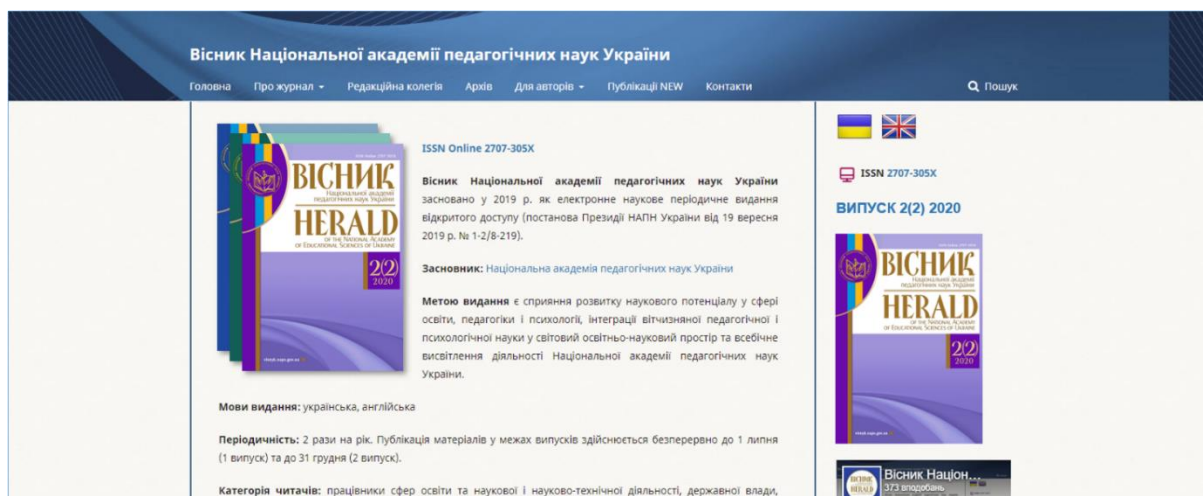 Вісник Національної академії педагогічних наук України
Головна Про журнал Редакційна колегія Архів Для авторів Публікації NEW Контакти Пошук
ВІСНИК
Національної академії
педагогічних наук України
HERALD
OF THE NATIONAL ACADEMY
OF EDUCATIONAL SCIENCES OF UKRAINE
2(2)
2020
ISSN Online 2707-305X
Вісник Національної академії педагогічних наук України
засновано у 2019 р. як електронне наукове періодичне видання
відкритого доступу (постанова Президії НАПН України від 19 вересня
2019 р. № 1-2/8-219).
Засновник: Національна академія педагогічних наук України
Метою видання є сприяння розвитку наукового потенціалу у сфері
освіти, педагогіки і психології, інтеграції вітчизняної педагогічної і
психологічної науки у світовий освітньо-науковий простір та всебічне
висвітлення діяльності Національної академії педагогічних наук
України.
Мови видання: українська, англійська
Періодичність: 2 рази на рік. Публікація матеріалів у межах випусків здійснюється безперервно до 1 липня
(1 випуск) та до 31 грудня (2 випуск).
Категорія читачів: працівники сфер освіти та наукової і науково-технічної діяльності, державної влади,
ISSN 2707-305X
ВИПУСК 2(2) 2020
ВІСНИК
Національної академії
педагогічних наук України
HERALD
OF THE NATIONAL ACADEMY
OF EDUCATIONAL SCIENCES OF UKRAINE
2(2)
2020
Вісник Націон...
373 вподобань